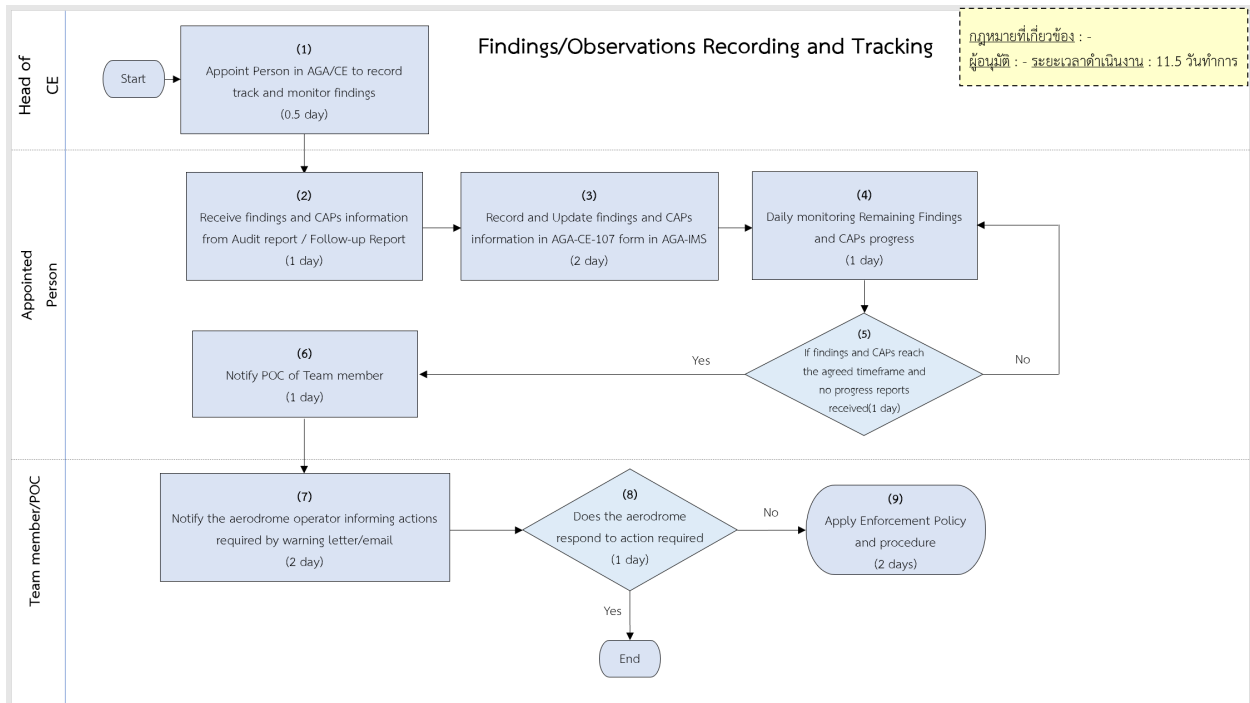 Findings/Observations Recording and Tracking
กฎหมายที่เกี่ยวข้อง : -
ผู้อนุมัติ : - ระยะเวลาดำเนินงาน : 11.5 วันทำการ
Head of
CE
Start
(1)
Appoint Person in AGA/CE to record
track and monitor findings
(0.5 day)
Appointed
Person
(2)
Receive findings and CAPs information
from Audit report / Follow-up Report
(1 day)
(3)
Record and Update findings and CAPs
information in AGA-CE-107 form in AGA-IMS
(2 day)
(4)
Daily monitoring Remaining Findings
and CAPs progress
(1 day)
(5)
If findings and CAPs reach
the agreed timeframe and
no progress reports
received(1 day)
No
Yes
(6)
Notify POC of Team member
(1 day)
Team member/POC
(7)
Notify the aerodrome operator informing actions
required by warning letter/email
(2 day)
(8)
Does the aerodrome
respond to action required
(1 day)
No
(9)
Apply Enforcement Policy
and procedure
(2 days)
Yes
End